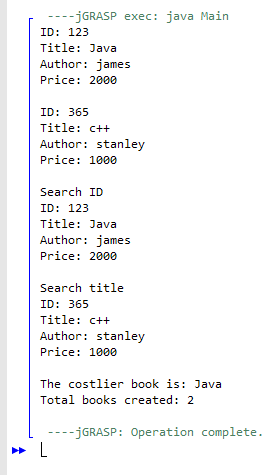 ----jGRASP exec: java Main
ID: 123
Title: Java
Author: james
Price: 2000
ID: 365
Title: c++
Author: stanley
Price: 1000
Search ID
ID: 123
Title: Java
Author: james
Price: 2000
Search title
ID: 365
Title: c++
Author: stanley
Price: 1000
The costlier book is: Java
Total books created: 2
----jGRASP: Operation complete.